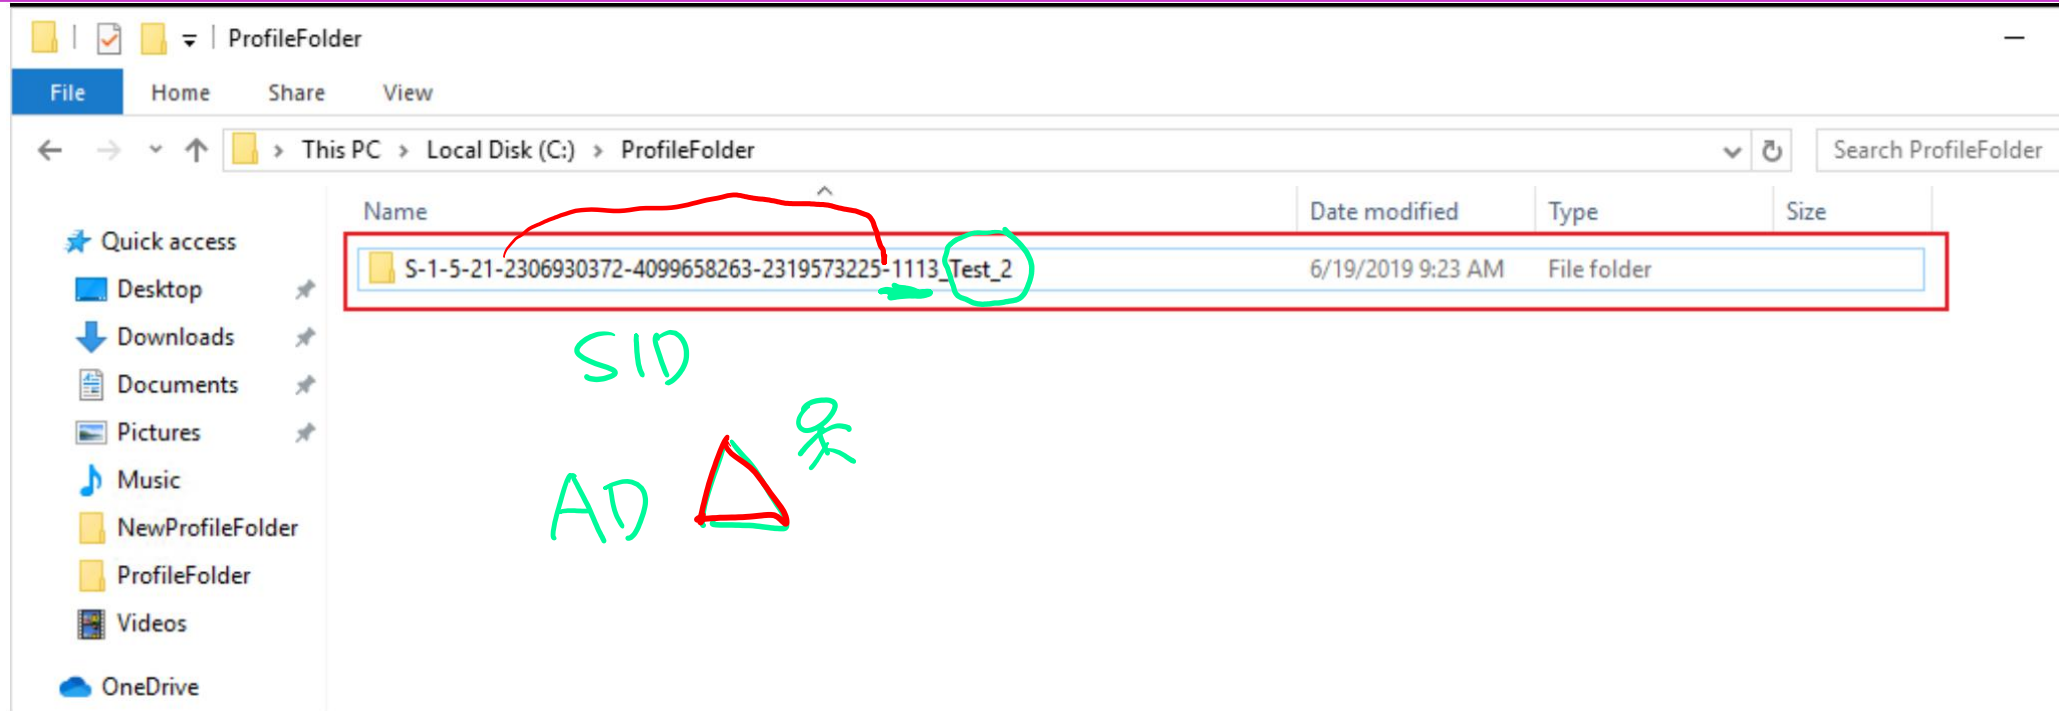 ProfileFolder
File Home Share View
This PC > Local Disk (C:) > ProfileFolder
Search ProfileFolder
Name Date modified Type Size
Quick access
S-1-5-21-2306930372-4099658263-2319573225-1113_Test_2 6/19/2019 9:23 AM File folder
Desktop
Downloads
SID
Documents
Pictures
Music
AD
NewProfileFolder
ProfileFolder
Videos
OneDrive